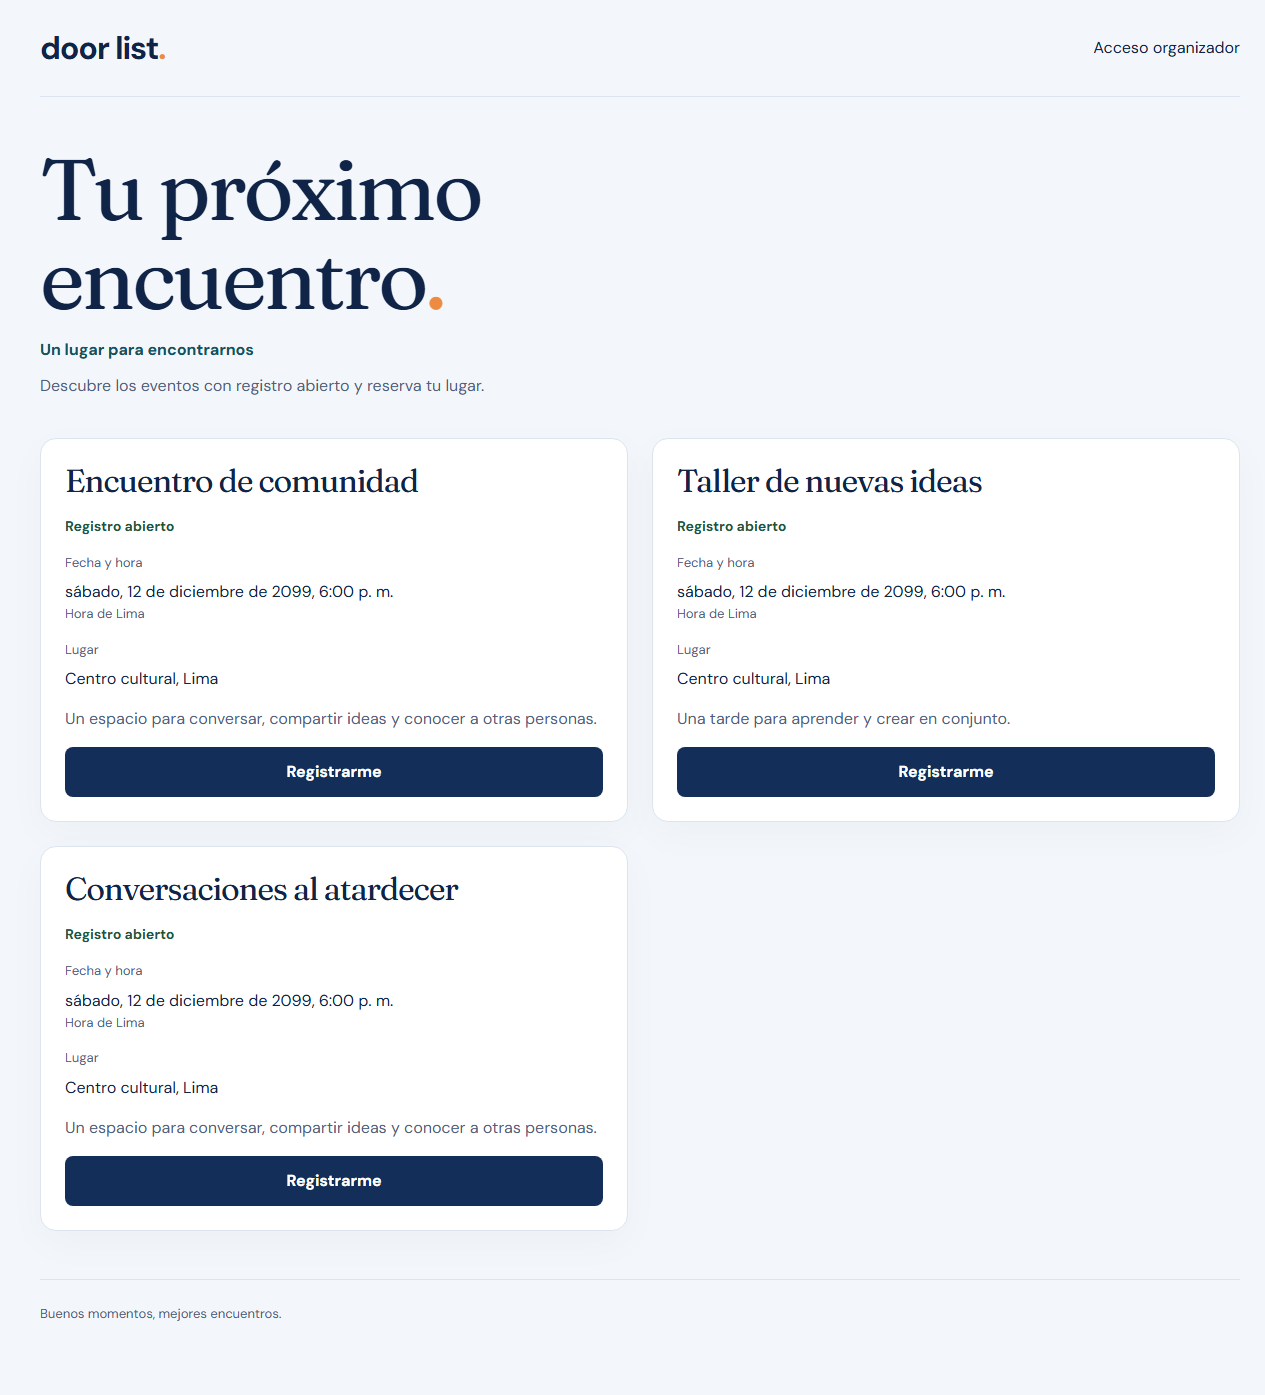 door list.
Acceso organizador
Tu próximo
encuentro.
Un lugar para encontrarnos
Descubre los eventos con registro abierto y reserva tu lugar.
Encuentro de comunidad
Registro abierto
Fecha y hora
sábado, 12 de diciembre de 2099, 6:00 p. m.
Hora de Lima
Lugar
Centro cultural, Lima
Un espacio para conversar, compartir ideas y conocer a otras personas.
Registrarme
Taller de nuevas ideas
Registro abierto
Fecha y hora
sábado, 12 de diciembre de 2099, 6:00 p. m.
Hora de Lima
Lugar
Centro cultural, Lima
Una tarde para aprender y crear en conjunto.
Registrarme
Conversaciones al atardecer
Registro abierto
Fecha y hora
sábado, 12 de diciembre de 2099, 6:00 p. m.
Hora de Lima
Lugar
Centro cultural, Lima
Un espacio para conversar, compartir ideas y conocer a otras personas.
Registrarme
Buenos momentos, mejores encuentros.